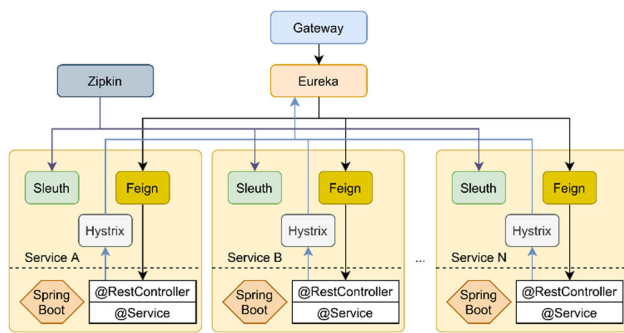 Gateway
Zipkin
Eureka
Sleuth
Feign
Sleuth
Feign
Sleuth
Feign
Hystrix
Hystrix
Hystrix
Service A
Service B
...
Service N
Spring
Boot
@RestController
@Service
Spring
Boot
@RestController
@Service
Spring
Boot
@RestController
@Service